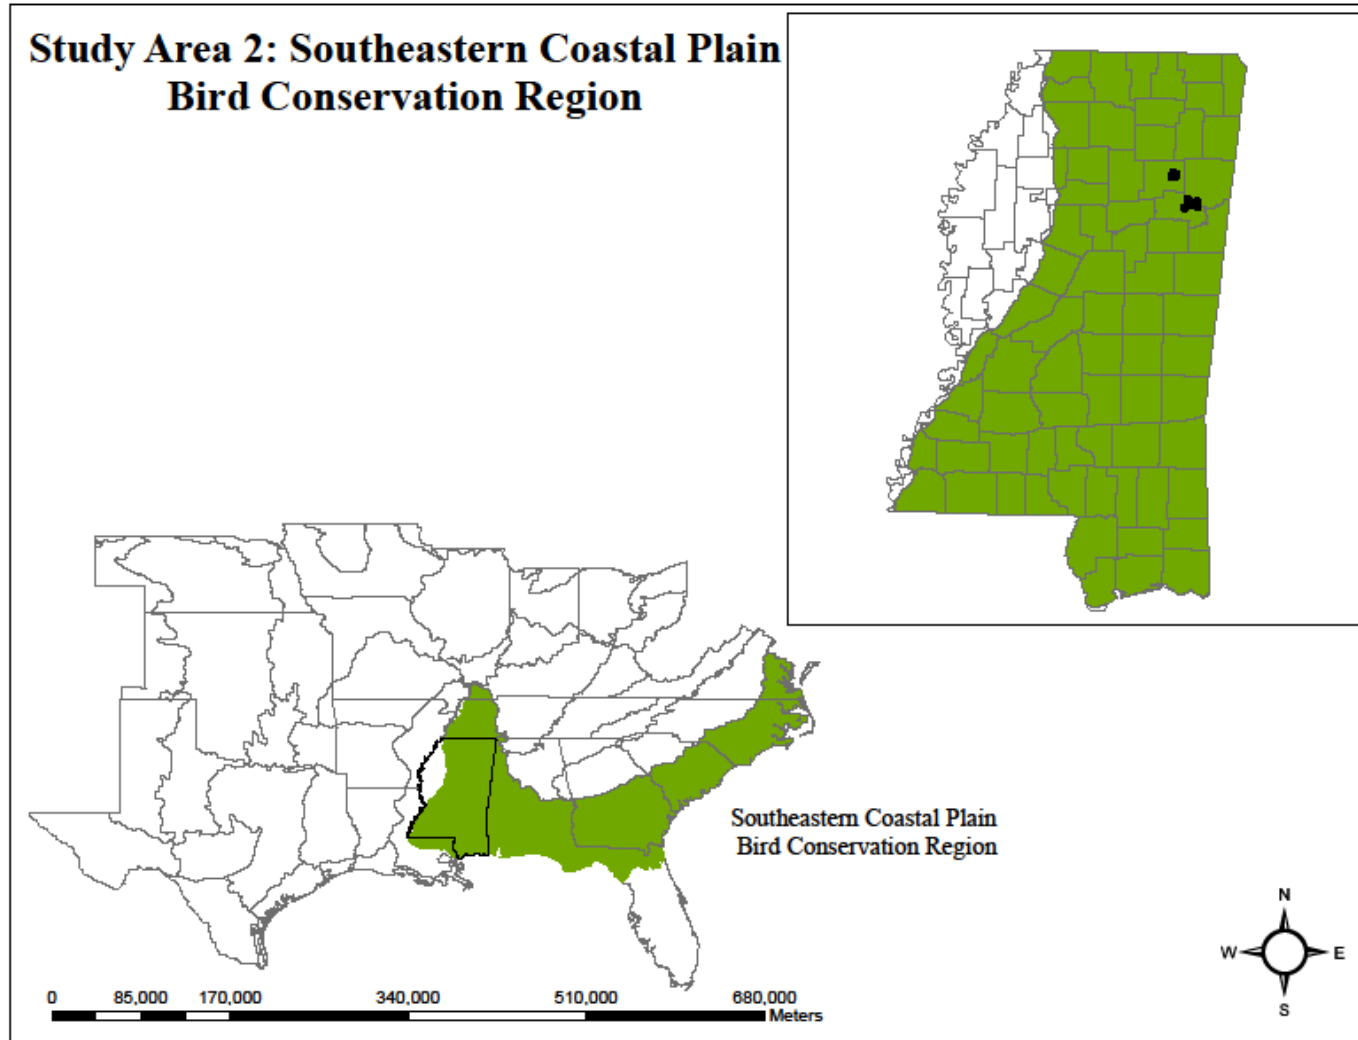 Study Area 2: Southeastern Coastal Plain
Bird Conservation Region
Southeastern Coastal Plain
Bird Conservation Region
N
W E
S
0 85,000 170,000 340,000 510,000 680,000
Meters